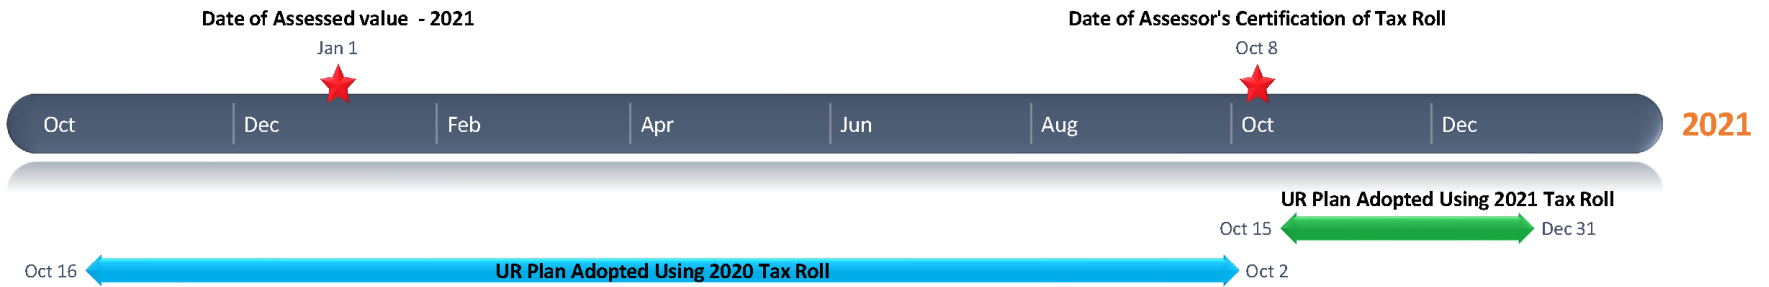 Date of Assessed value - 2021
Date of Assessor's Certification of Tax Roll
Jan 1
Oct 8
Oct
Dec
Feb
Apr
Jun
Aug
Oct
Dec
2021
UR Plan Adopted Using 2021 Tax Roll
Oct 15
Dec 31
Oct 16
UR Plan Adopted Using 2020 Tax Roll
Oct 2